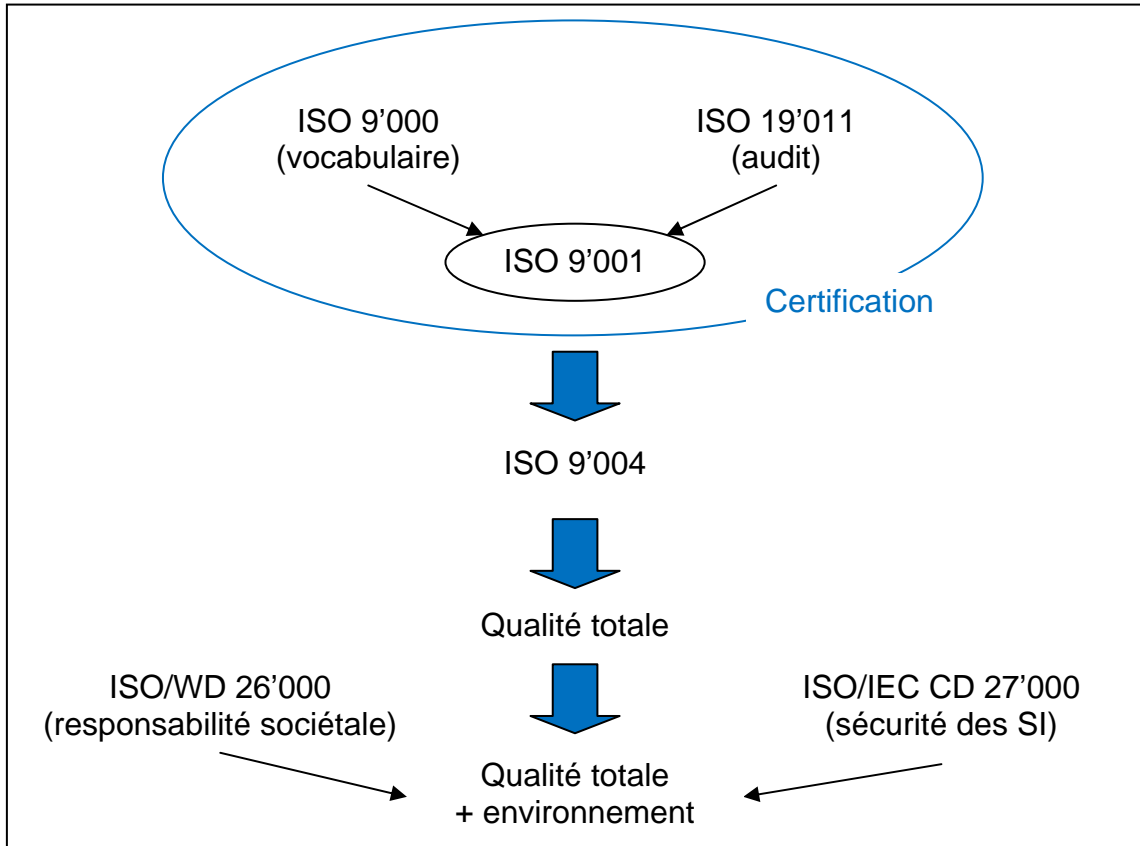 ISO 9’000
(vocabulaire)
ISO 19’011
(audit)
ISO 9’001
Certification
ISO 9’004
Qualité totale
ISO/WD 26’000
(responsabilité sociétale)
ISO/IEC CD 27’000
(sécurité des SI)
Qualité totale
+ environnement